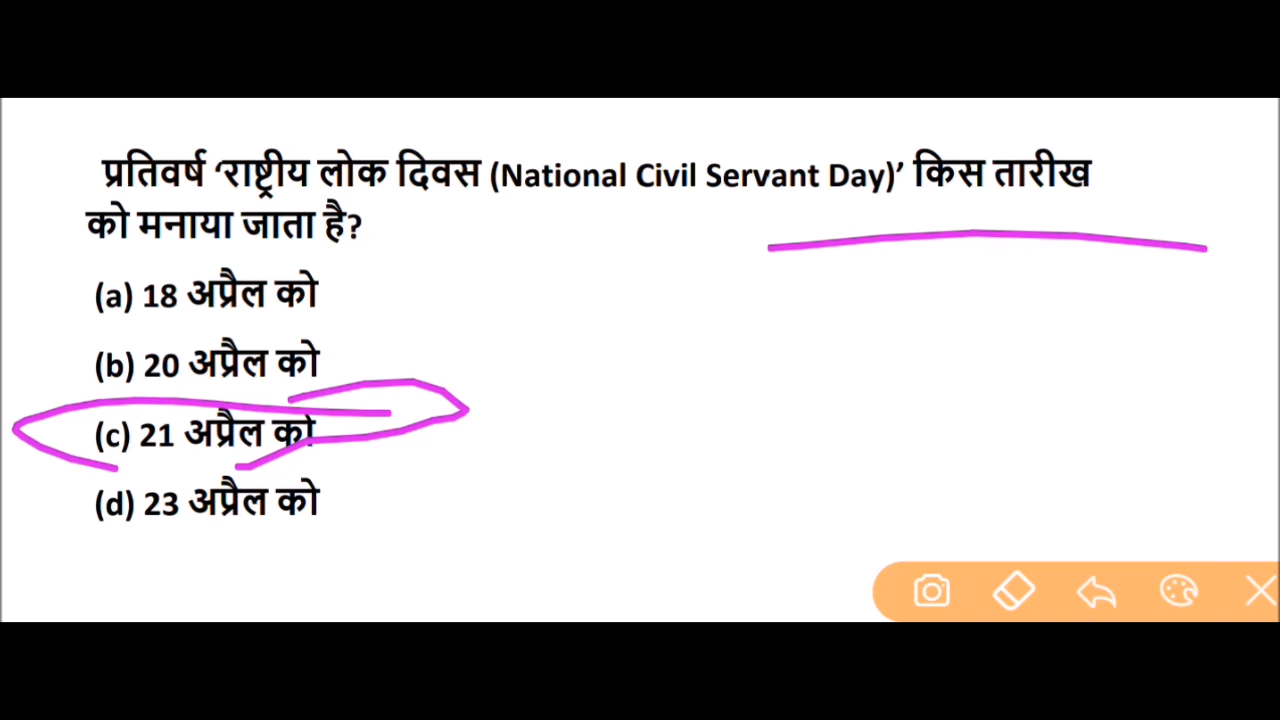 प्रतिवर्ष ‘राष्ट्रीय लोक दिवस (National Civil Servant Day)’ किस तारीख
को मनाया जाता है?
(a) 18 अप्रैल को
(b) 20 अप्रैल को
(c) 21 अप्रैल को
(d) 23 अप्रैल को